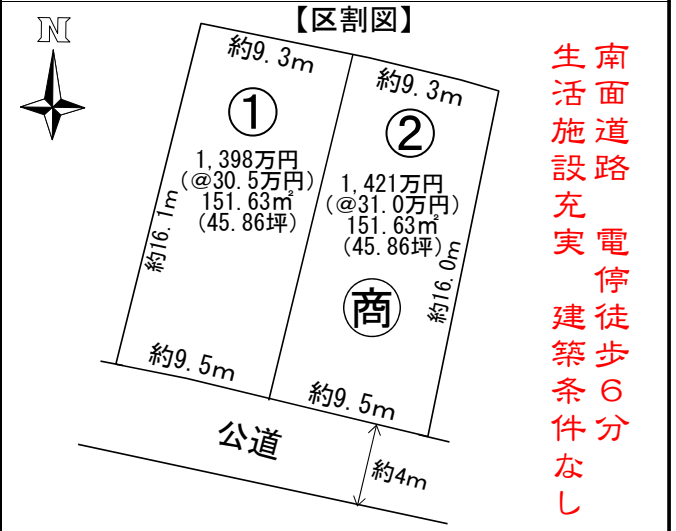 【区割図】
N
約9.3m
約9.3m
①
1,398万円
(@30.5万円)
151.63㎡
(45.86坪)
②
1,421万円
(@31.0万円)
151.63㎡
(45.86坪)
商
約16.1m
約16.0m
約9.5m
約9.5m
公道
約4m
南面道路 電停徒歩6分
生活施設充実 建築条件なし